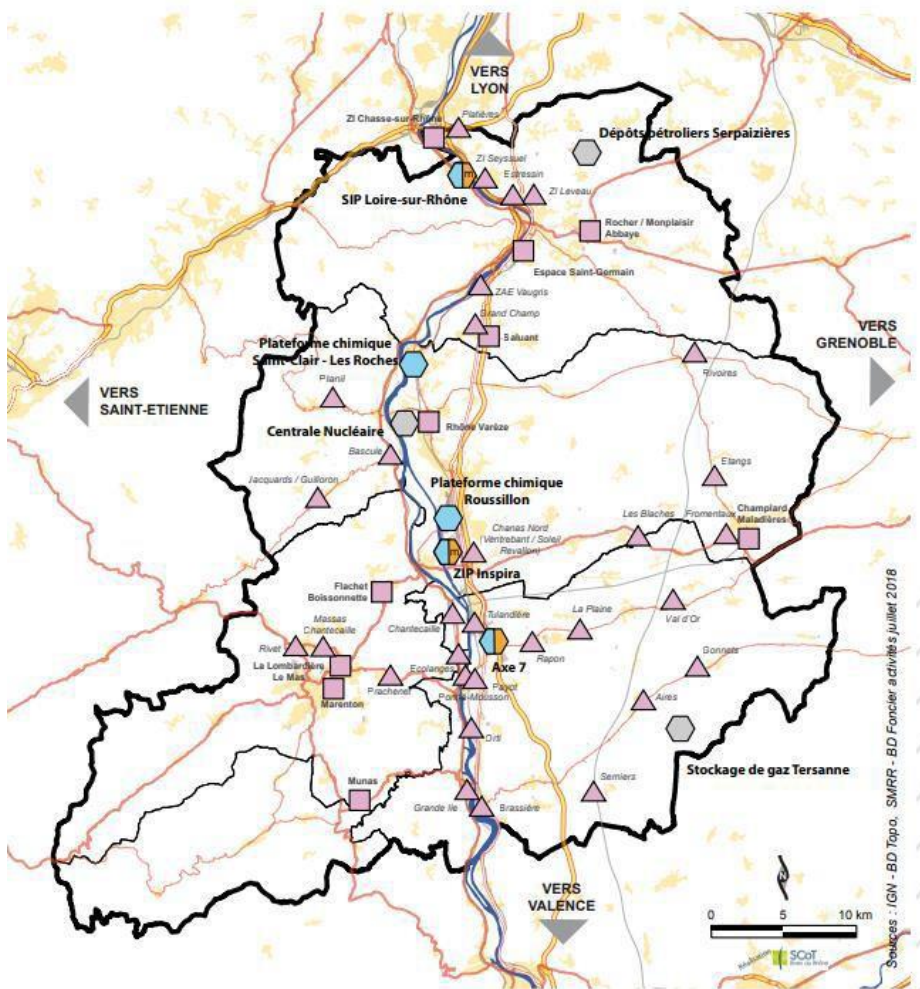 VERS
LYON
Platières
ZI Chasse-sur-Rhône
Dépôts pétroliers Serpaizières
ZI Seyssuel
Estressin
ZI Leveau
m
SIP Loire-sur-Rhône
Rocher / Monplaisir
Abbaye
Espace Saint-Germain
ZAE Vaugris
Grand Champ
Saluant
VERS
GRENOBLE
Plateforme chimique
Saint-Clair - Les Roches
Rivoires
Planil
VERS
SAINT-ETIENNE
Centrale Nucléaire
Rhône Varèze
Bascule
Plateforme chimique
Roussillon
Etangs
Jacquards / Guilloron
Chanas Nord
(Ventrebant / Soleil
Revallon)
Les Blaches
Fromentaux
Champlard
Maladières
m
ZIP Inspira
Flachet
Boissonnette
Massas
Chantecaille
Chantecaille
Tulandière
La Plaine
Val d'Or
Rivet
La Lombardière
Le Mas
Ecolanges
Axe 7
Rapon
Gonnets
Prachenet
Payot
Marenton
Aires
Orti
Stockage de gaz Tersanne
Munas
Grande Ile
Brassière
Serniers
VERS
VALENCE
N
0 5 10 km
Réalisation
SCoT
Rives du Rhône
Sources : IGN - BD Topo, SMRR - BD Foncier activités juillet 2018